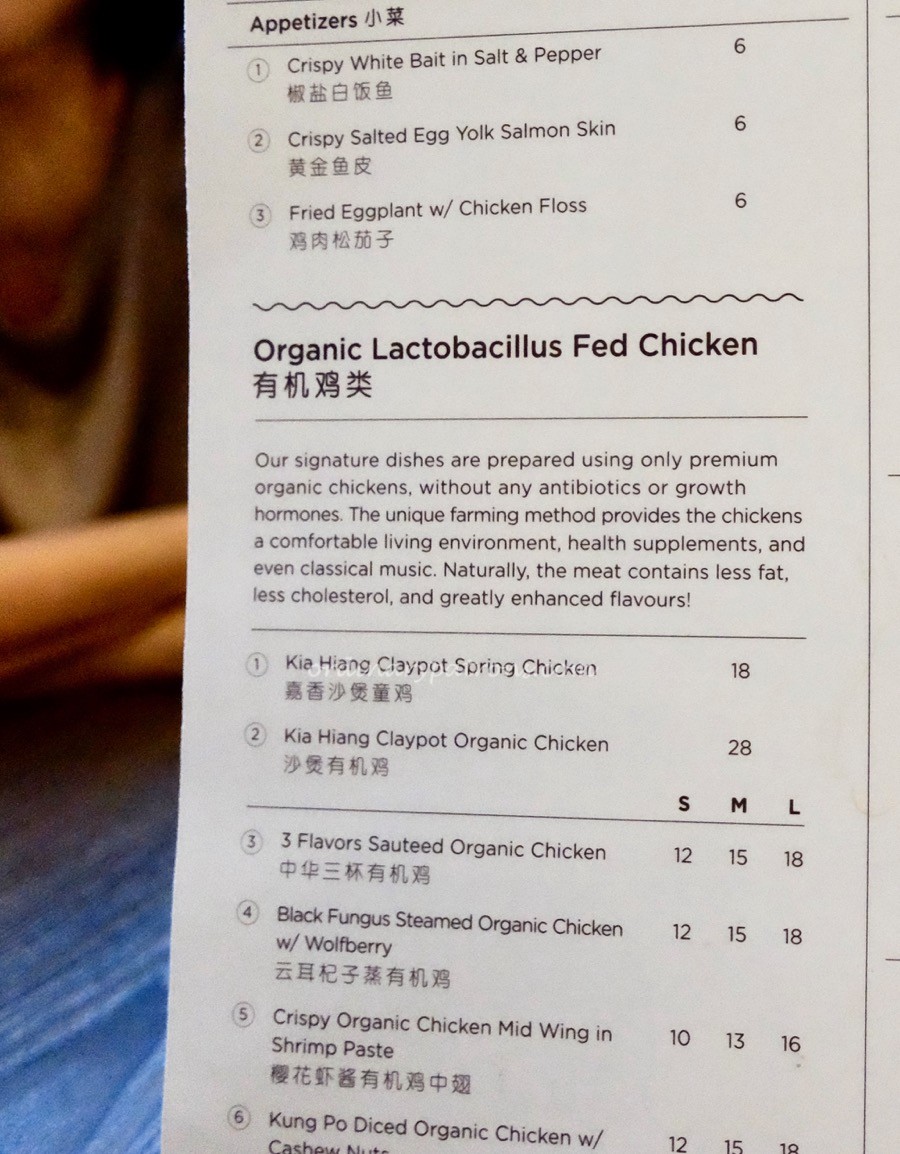 Appetizers 小菜
1 Crispy White Bait in Salt & Pepper 6
椒盐白饭鱼
2 Crispy Salted Egg Yolk Salmon Skin 6
黄金鱼皮
3 Fried Eggplant w/ Chicken Floss 6
鸡肉松茄子
Organic Lactobacillus Fed Chicken
有机鸡类
Our signature dishes are prepared using only premium
organic chickens, without any antibiotics or growth
hormones. The unique farming method provides the chickens
a comfortable living environment, health supplements, and
even classical music. Naturally, the meat contains less fat,
less cholesterol, and greatly enhanced flavours!
1 Kia Hiang Claypot Spring Chicken 18
嘉香沙煲童鸡
2 Kia Hiang Claypot Organic Chicken 28
沙煲有机鸡
S M L
3 3 Flavors Sauteed Organic Chicken 12 15 18
中华三杯有机鸡
4 Black Fungus Steamed Organic Chicken 12 15 18
w/ Wolfberry
云耳杞子蒸有机鸡
5 Crispy Organic Chicken Mid Wing in 10 13 16
Shrimp Paste
樱花虾酱有机鸡中翅
6 Kung Po Diced Organic Chicken w/ 12 15 18
Cashew Nuts